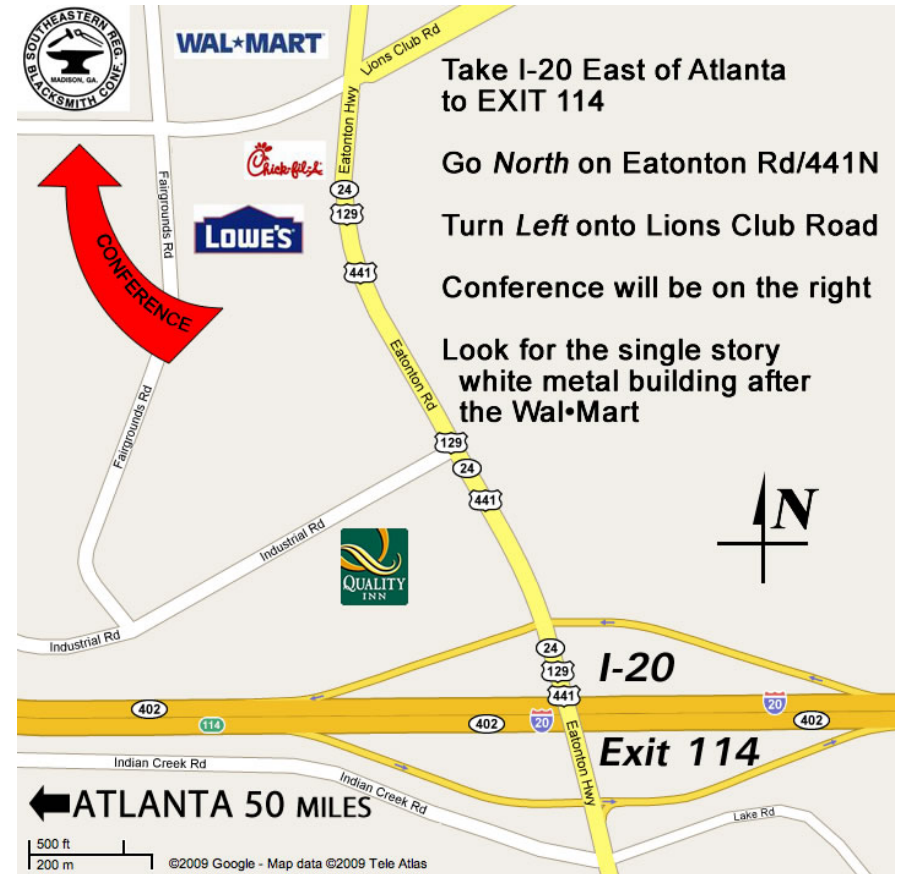 SOUTHEASTERN REG.
MADISON, GA.
BLACKSMITH CONF.
WAL★MART
Lions Club Rd
Take I-20 East of Atlanta
to EXIT 114
Eatonton Hwy
Chick-fil-A
Go North on Eatonton Rd/441N
Fairgrounds Rd
24
129
LOWE'S
Turn Left onto Lions Club Road
CONFERENCE
441
Conference will be on the right
Eatonton Rd
Look for the single story
white metal building after
the Wal•Mart
Fairgrounds Rd
129
24
441
N
Industrial Rd
QUALITY
INN
Industrial Rd
24
129
441
I-20
402
114
402
20
20
402
Eatonton Hwy
Exit 114
Indian Creek Rd
Indian Creek Rd
ATLANTA 50 MILES
Lake Rd
500 ft
200 m
©2009 Google - Map data ©2009 Tele Atlas